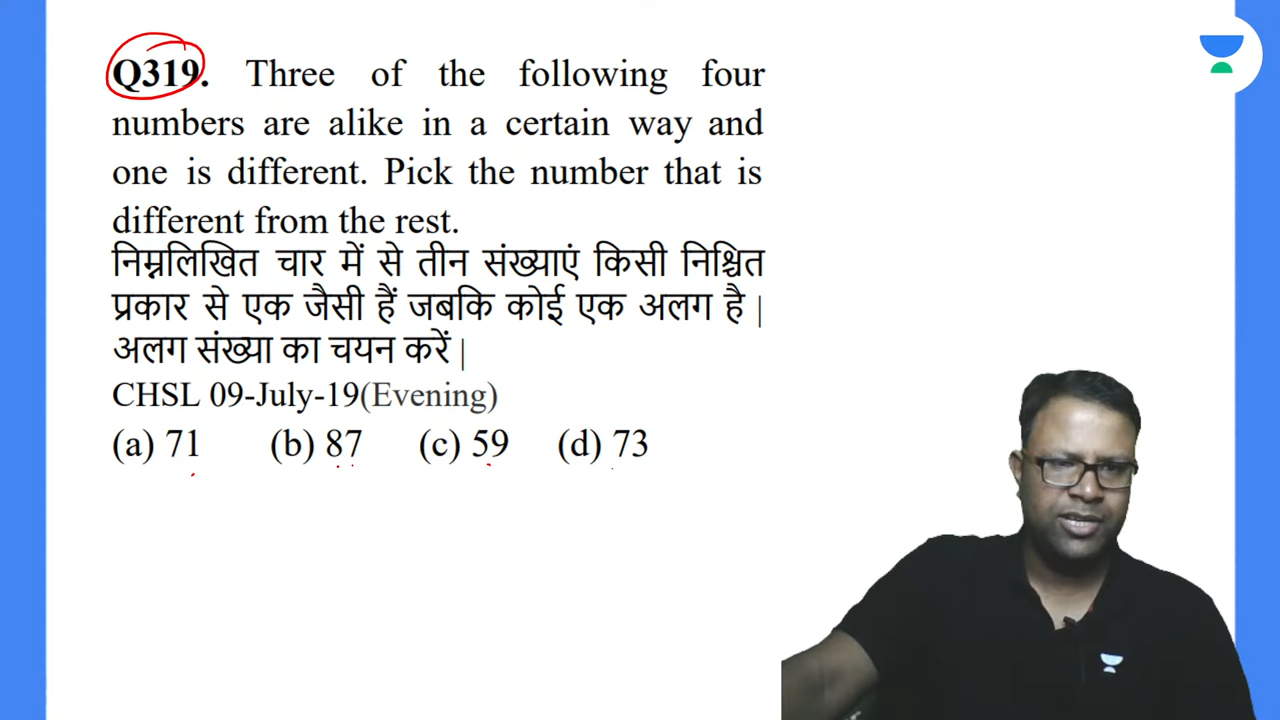 Q319. Three of the following four
numbers are alike in a certain way and
one is different. Pick the number that is
different from the rest.
निम्नलिखित चार में से तीन संख्याएं किसी निश्चित
प्रकार से एक जैसी हैं जबकि कोई एक अलग है |
अलग संख्या का चयन करें |
CHSL 09-July-19(Evening)
(a) 71 (b) 87 (c) 59 (d) 73